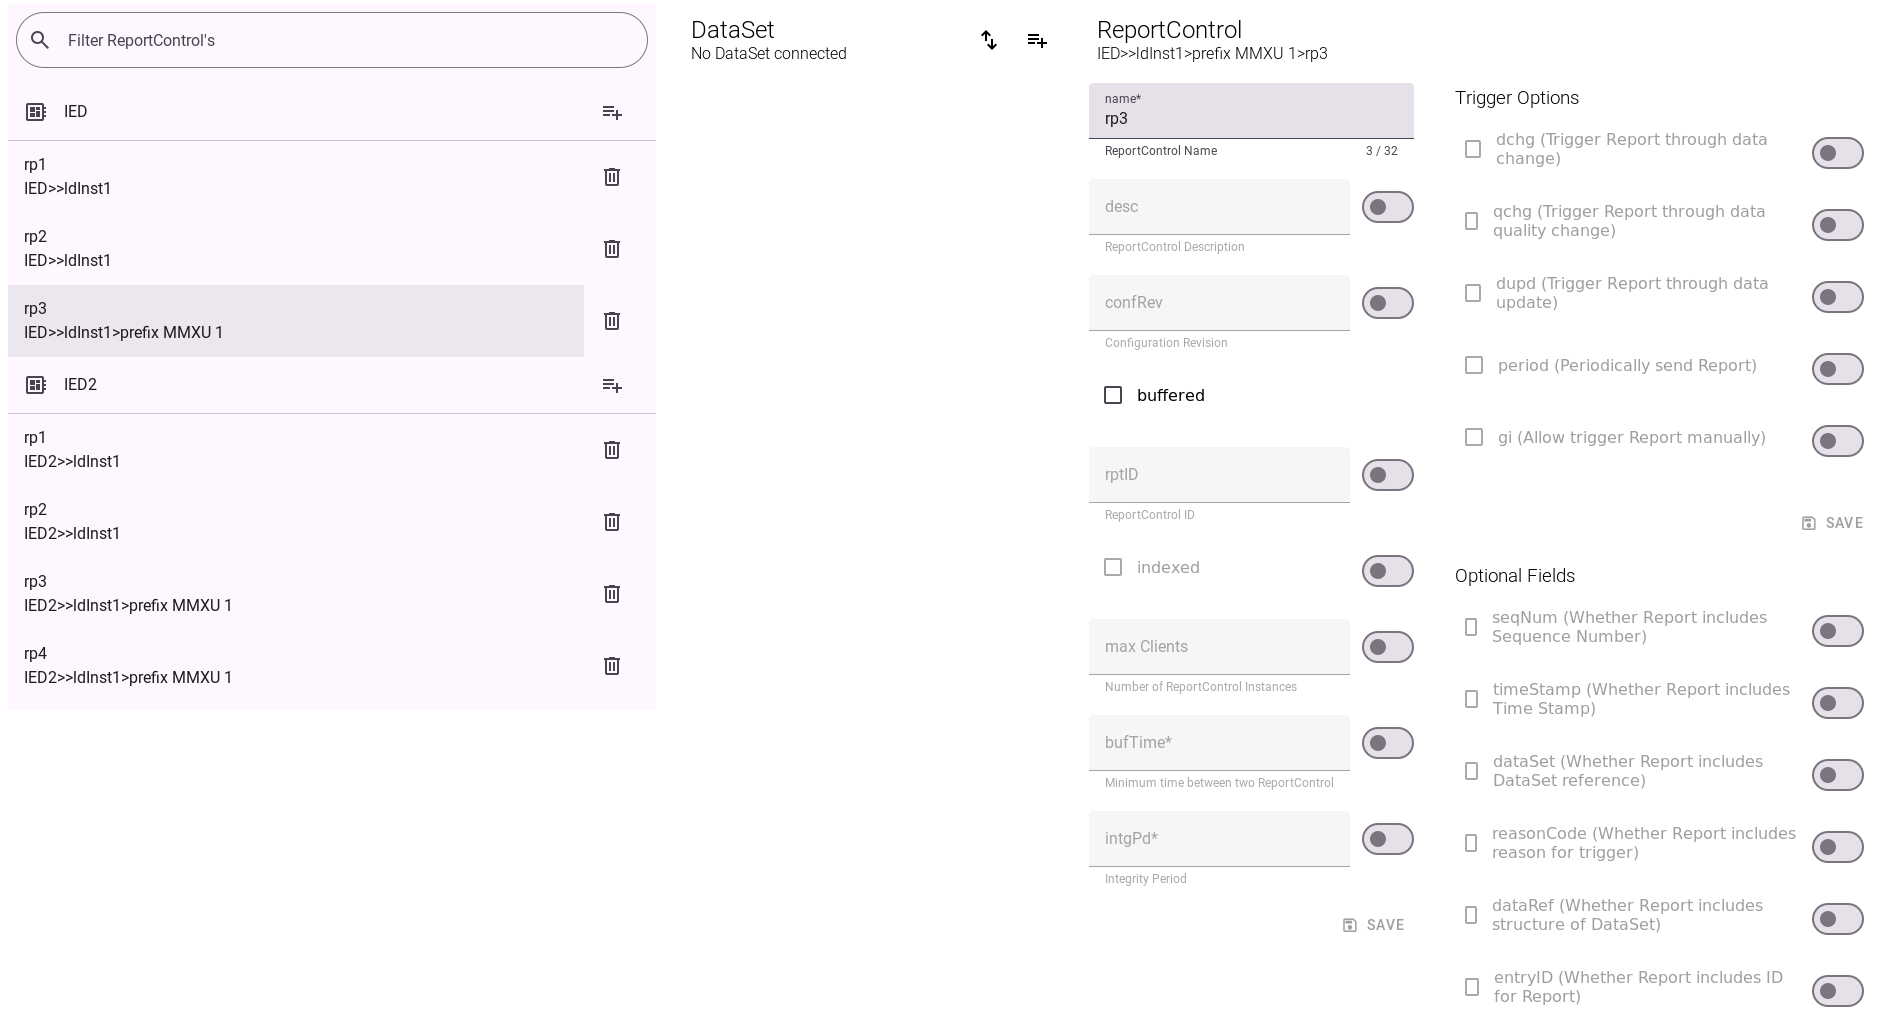 Filter ReportControl's
IED
rp1
IED>>ldInst1
rp2
IED>>ldInst1
rp3
IED>>ldInst1>prefix MMXU 1
IED2
rp1
IED2>>ldInst1
rp2
IED2>>ldInst1
rp3
IED2>>ldInst1>prefix MMXU 1
rp4
IED2>>ldInst1>prefix MMXU 1
DataSet
No DataSet connected
ReportControl
IED>>ldInst1>prefix MMXU 1>rp3
name*
rp3
ReportControl Name 3 / 32
desc
ReportControl Description
confRev
Configuration Revision
buffered
rptID
ReportControl ID
indexed
max Clients
Number of ReportControl Instances
bufTime*
Minimum time between two ReportControl
intgPd*
Integrity Period
SAVE
Trigger Options
dchg (Trigger Report through data
change)
qchg (Trigger Report through data
quality change)
dupd (Trigger Report through data
update)
period (Periodically send Report)
gi (Allow trigger Report manually)
SAVE
Optional Fields
seqNum (Whether Report includes
Sequence Number)
timeStamp (Whether Report includes
Time Stamp)
dataSet (Whether Report includes
DataSet reference)
reasonCode (Whether Report includes
reason for trigger)
dataRef (Whether Report includes
structure of DataSet)
entryID (Whether Report includes ID
for Report)